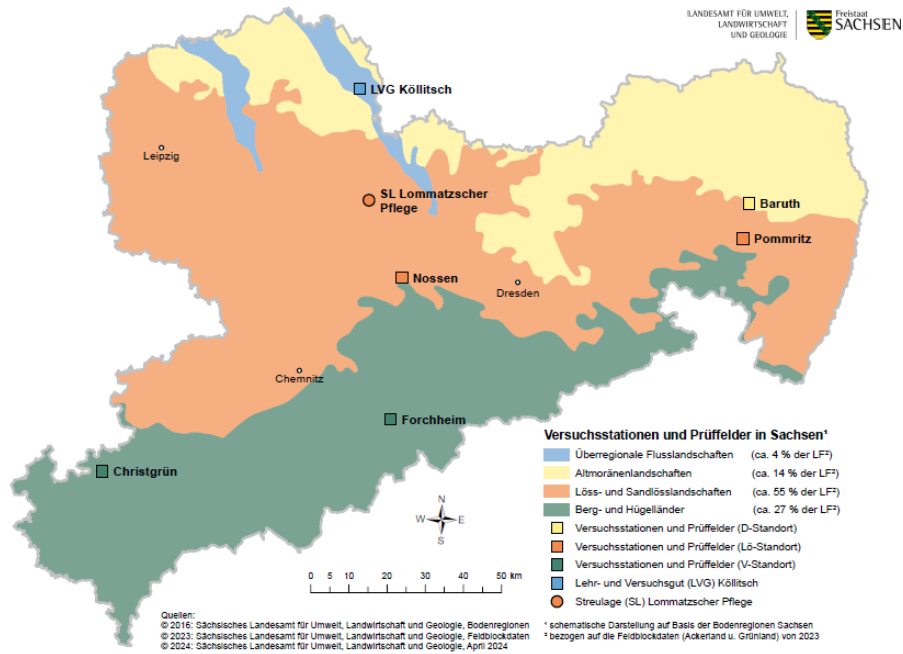 LANDESAMT FÜR UMWELT,
LANDWIRTSCHAFT
UND GEOLOGIE
Freistaat
SACHSEN
LVG Köllitsch
Leipzig
SL Lommatzscher
Pflege
Baruth
Pommritz
Nossen
Dresden
Chemnitz
Forchheim
Christgrün
Versuchsstationen und Prüffelder in Sachsen¹
Überregionale Flusslandschaften (ca. 4 % der LF²)
Altmoränenlandschaften (ca. 14 % der LF²)
Löss- und Sandlösslandschaften (ca. 55 % der LF²)
Berg- und Hügelländer (ca. 27 % der LF²)
Versuchsstationen und Prüffelder (D-Standort)
Versuchsstationen und Prüffelder (Lö-Standort)
Versuchsstationen und Prüffelder (V-Standort)
Lehr- und Versuchsgut (LVG) Köllitsch
Streulage (SL) Lommatzscher Pflege
N
W E
S
0 5 10 20 30 40 50 km
Quellen:
© 2016: Sächsisches Landesamt für Umwelt, Landwirtschaft und Geologie, Bodenregionen
© 2023: Sächsisches Landesamt für Umwelt, Landwirtschaft und Geologie, Feldblockdaten
© 2024: Sächsisches Landesamt für Umwelt, Landwirtschaft und Geologie, April 2024
¹ schematische Darstellung auf Basis der Bodenregionen Sachsen
² bezogen auf die Feldblockdaten (Ackerland u. Grünland) von 2023